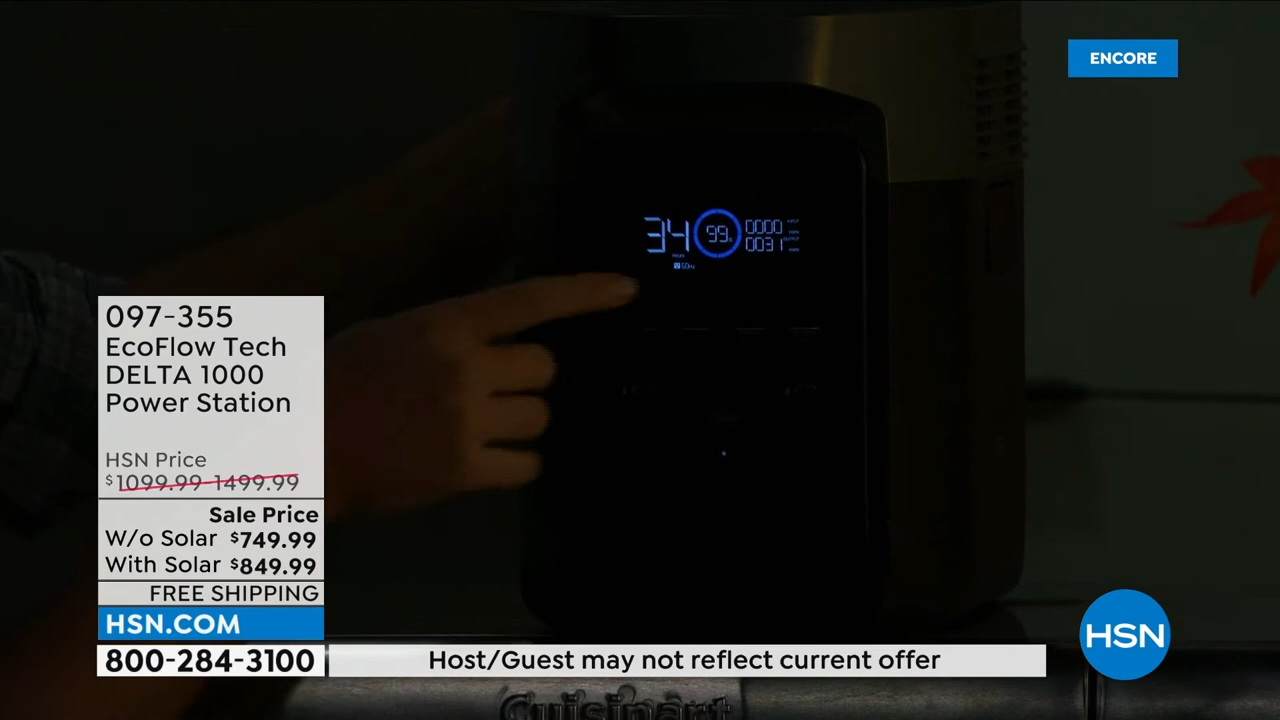 ENCORE
34
99%
0000
0031
097-355
EcoFlow Tech
DELTA 1000
Power Station
HSN Price
$1099.99-1499.99
Sale Price
W/o Solar $749.99
With Solar $849.99
FREE SHIPPING
HSN.COM
800-284-3100
Host/Guest may not reflect current offer
HSN
Cuisinart